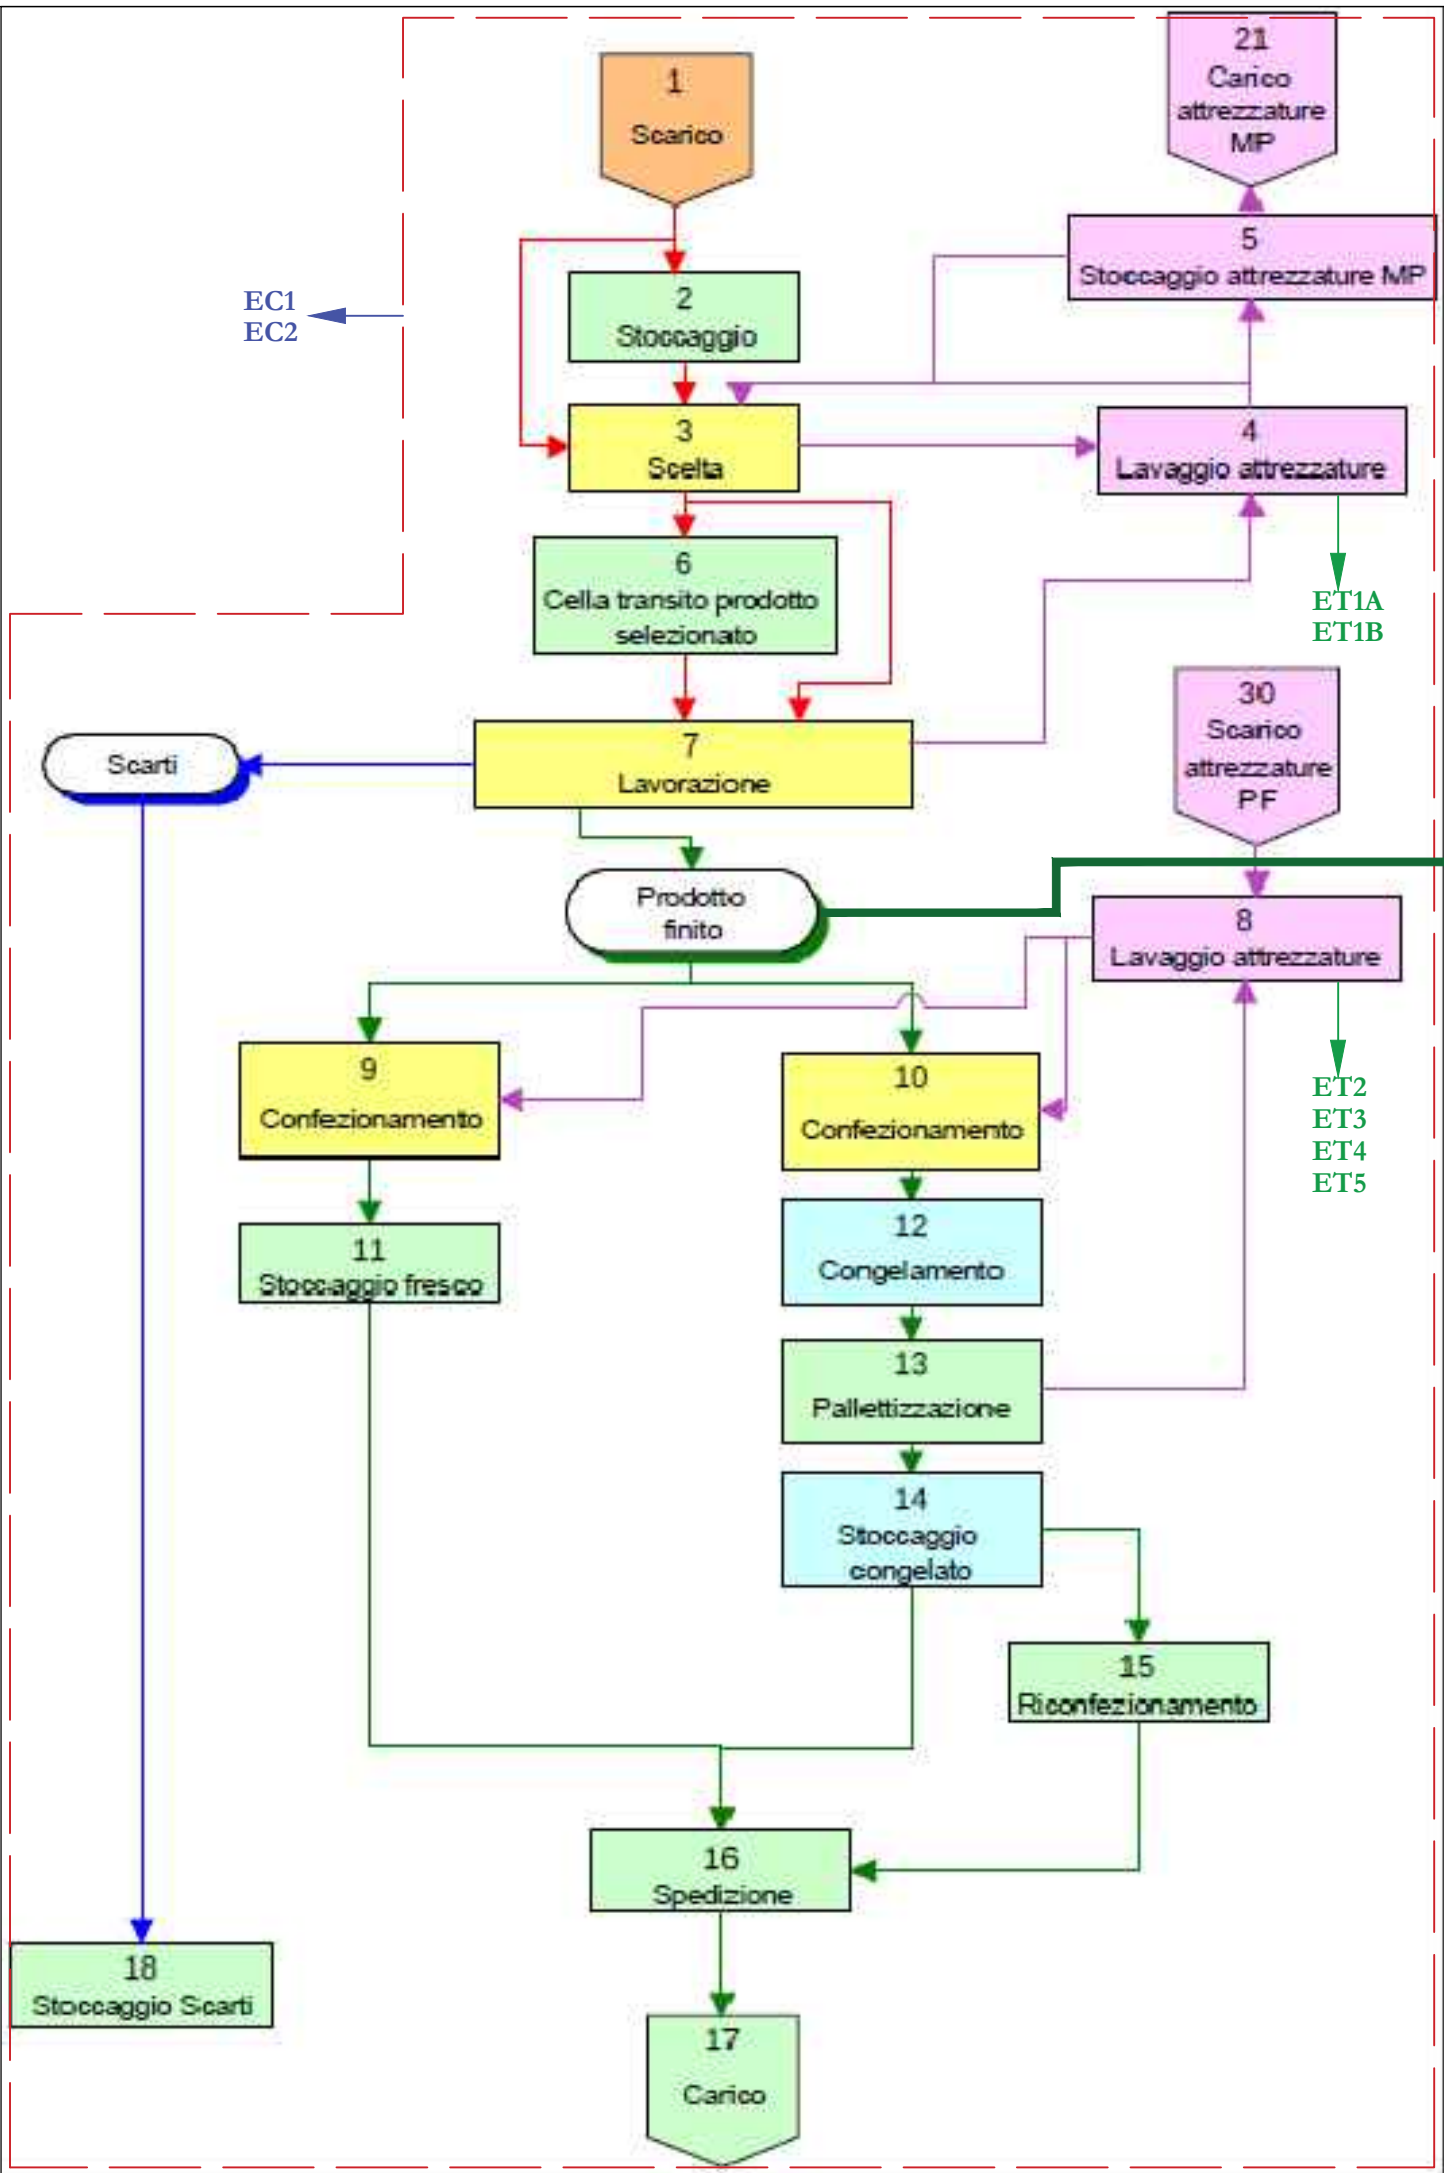 1
Scarico
21
Carico
attrezzature
MP
5
Stoccaggio attrezzature MP
EC1
EC2
2
Stoccaggio
3
Scelta
4
Lavaggio attrezzature
6
Cella transito prodotto
selezionato
ET1A
ET1B
30
Scarico
attrezzature
PF
7
Lavorazione
Scarti
Prodotto
finito
8
Lavaggio attrezzature
9
Confezionamento
10
Confezionamento
ET2
ET3
ET4
ET5
11
Stoccaggio fresco
12
Congelamento
13
Pallettizzazione
14
Stoccaggio
congelato
15
Riconfezionamento
16
Spedizione
18
Stoccaggio Scarti
17
Carico